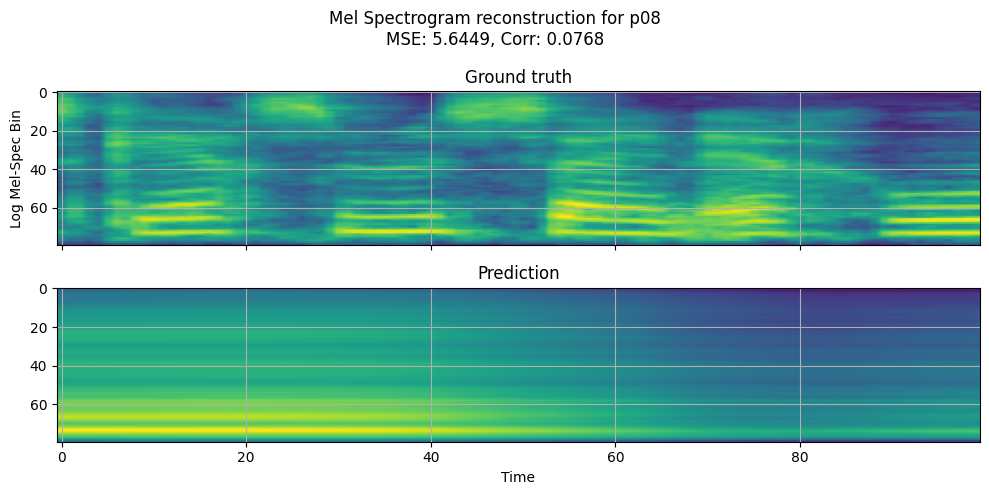 Mel Spectrogram reconstruction for p08
MSE: 5.6449, Corr: 0.0768
Ground truth
Log Mel-Spec Bin
0
20
40
60
Prediction
0
20
40
60
0 20 40 60 80
Time